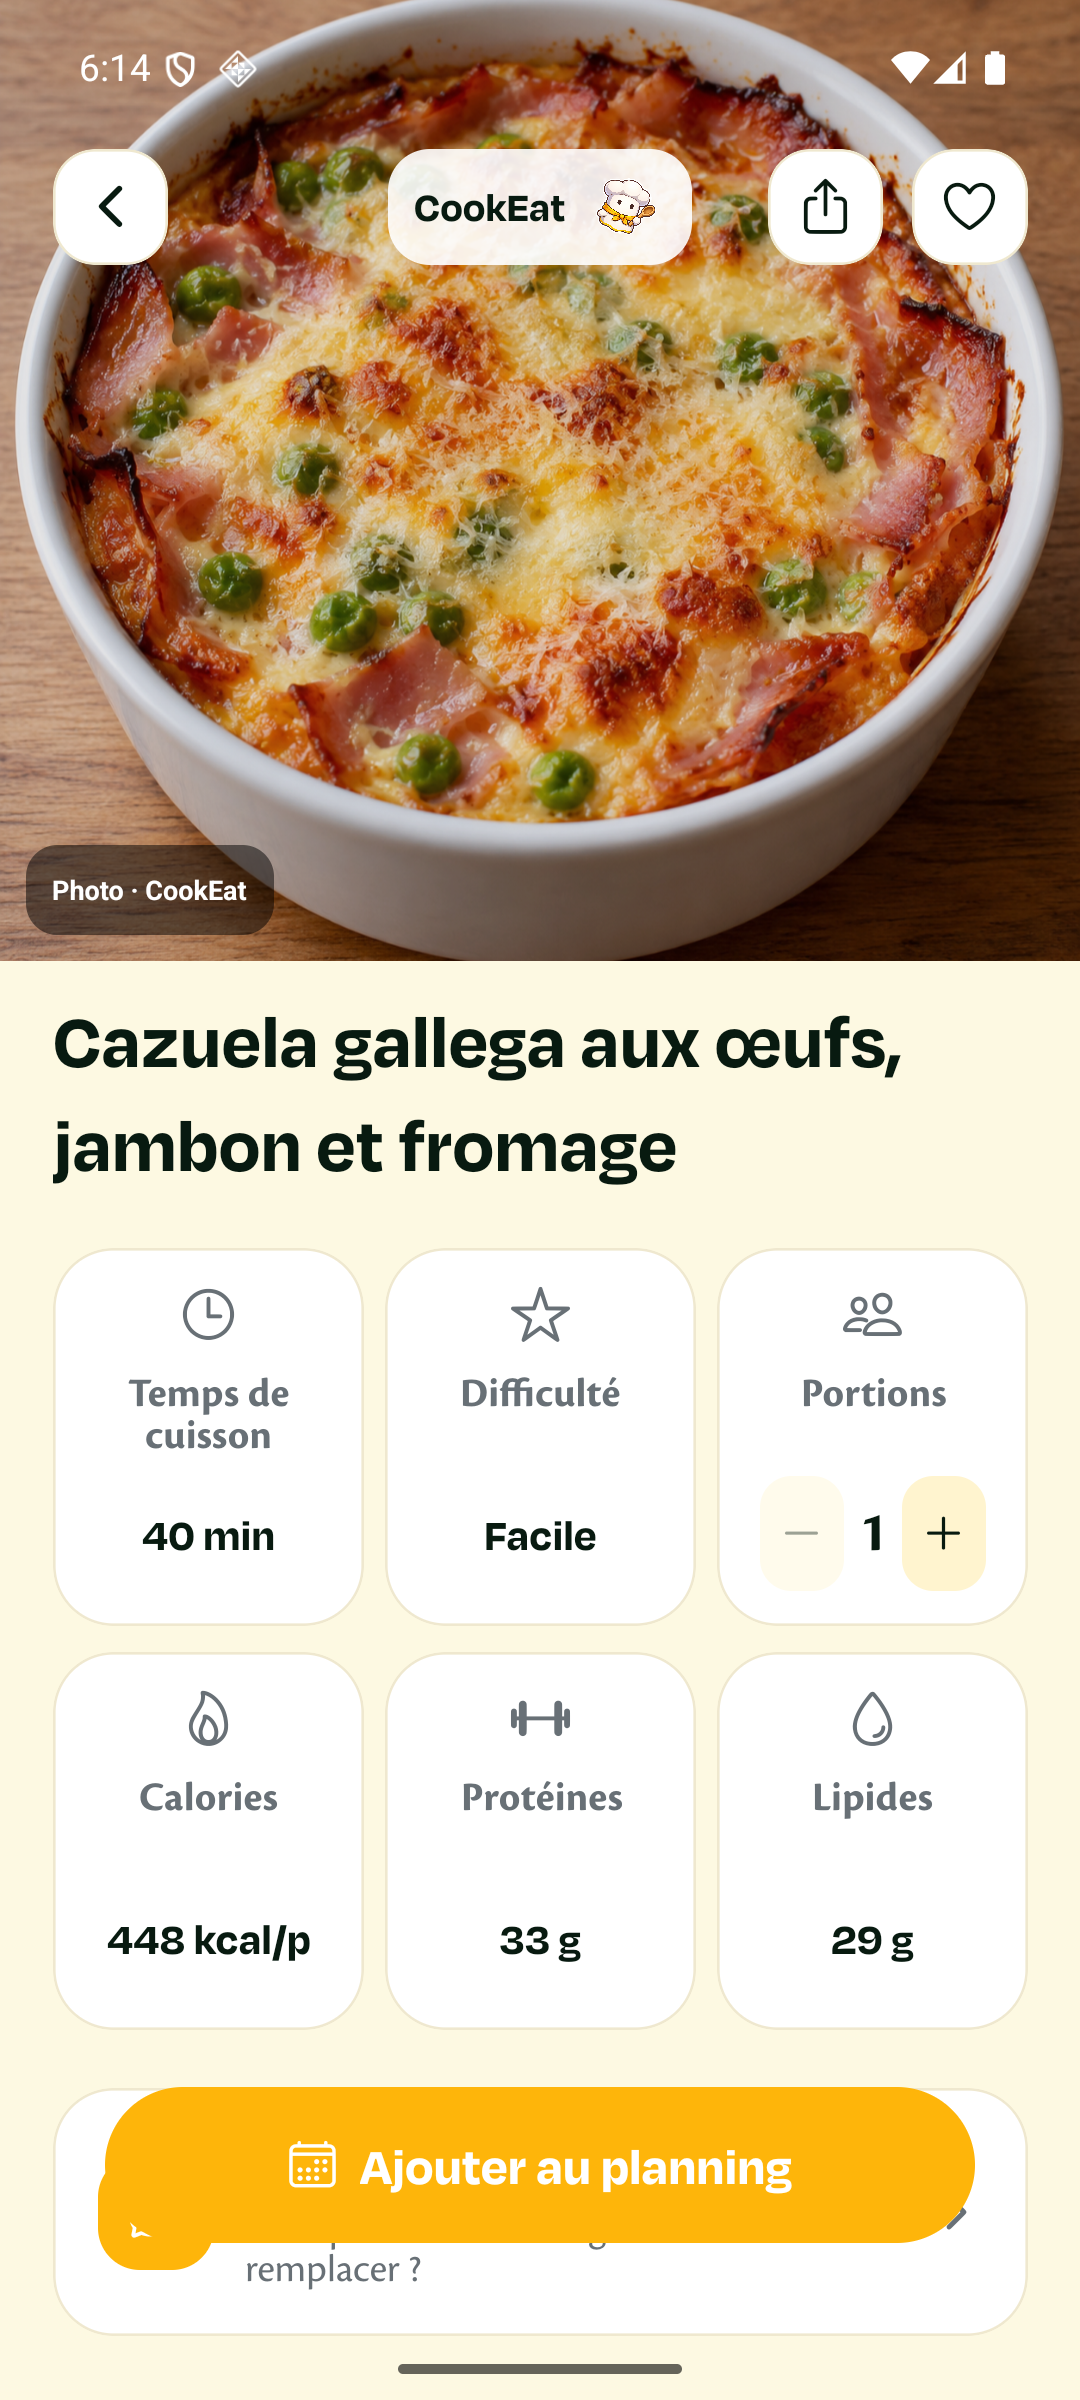 6:14
CookEat
Photo · CookEat
Cazuela gallega aux œufs,
jambon et fromage
Temps de
cuisson
40 min
Difficulté
Facile
Portions
1
Calories
448 kcal/p
Protéines
33 g
Lipides
29 g
Ajouter au planning
remplacer ?